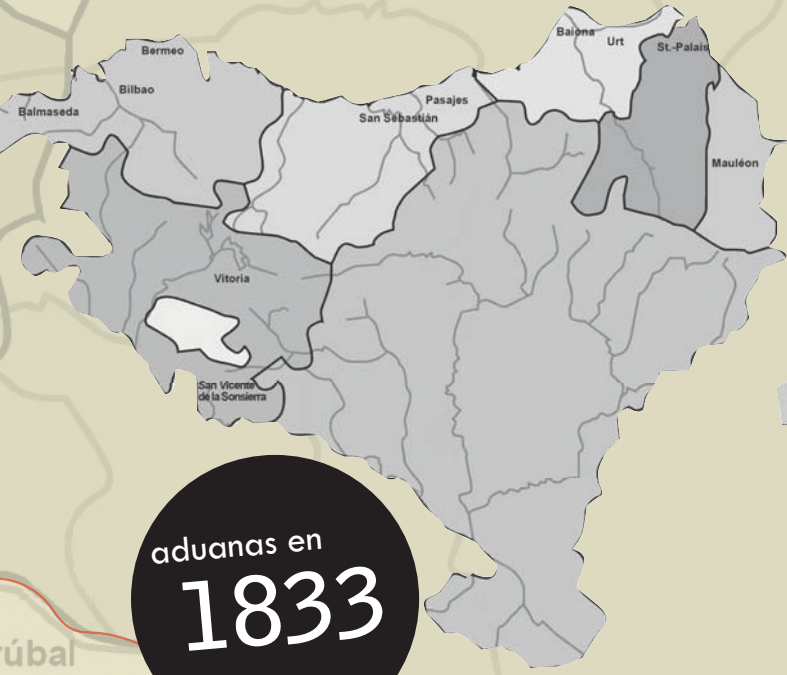 Baiona
Urt
St.-Palais
Bermeo
Bilbao
Balmaseda
Pasajes
San Sebastián
Mauléon
Vitoria
San Vicente
de la Sonsierra
aduanas en
1833
rúbal